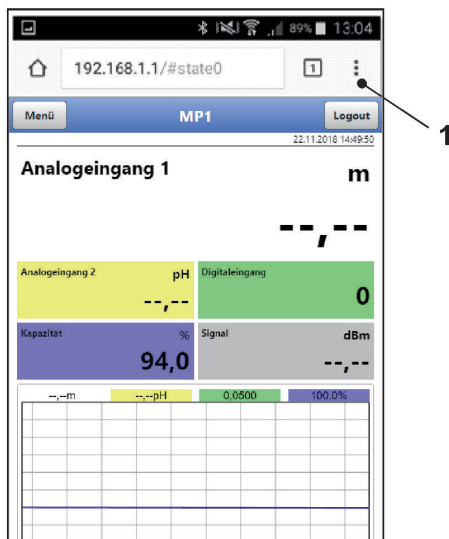 89% 13:04
192.168.1.1/#state0 1
1
Menü MP1 Logout
22.11.2018 14:49:50
Analogeingang 1 m
--,--
Analogeingang 2 pH Digitaleingang
--,-- 0
Kapazität % Signal dBm
94,0 --,--
--,--m --,--pH 0,0500 100,0%